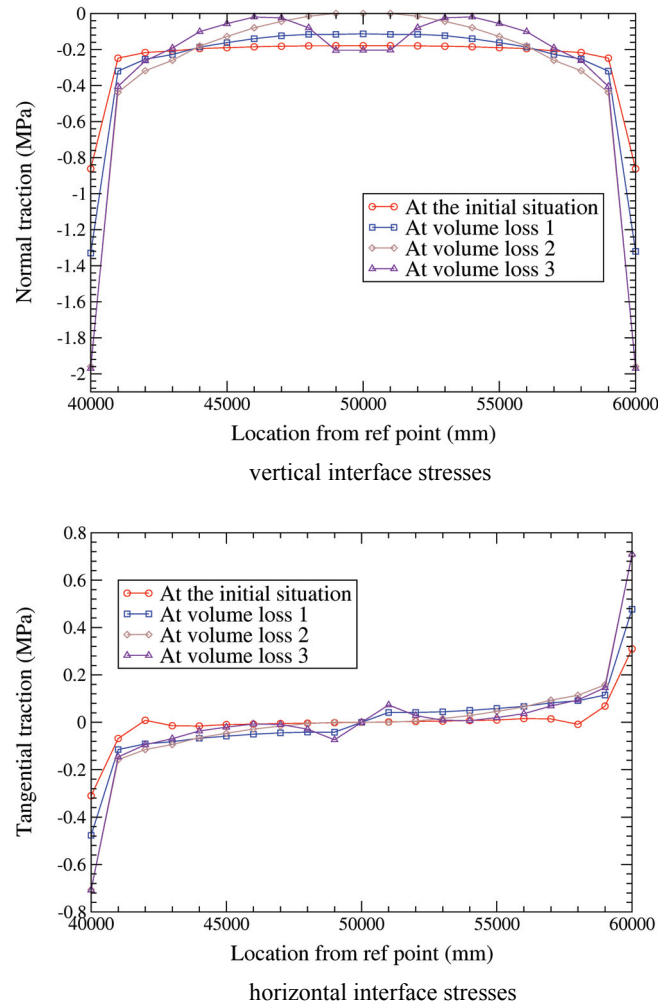 0
-0.2
-0.4
-0.6
-0.8
-1
-1.2
-1.4
-1.6
-1.8
-2
Normal traction (MPa)
At the initial situation
At volume loss 1
At volume loss 2
At volume loss 3
40000 45000 50000 55000 60000
Location from ref point (mm)
vertical interface stresses
0.8
0.6
0.4
0.2
0
-0.2
-0.4
-0.6
-0.8
Tangential traction (MPa)
At the initial situation
At volume loss 1
At volume loss 2
At volume loss 3
40000 45000 50000 55000 60000
Location from ref point (mm)
horizontal interface stresses